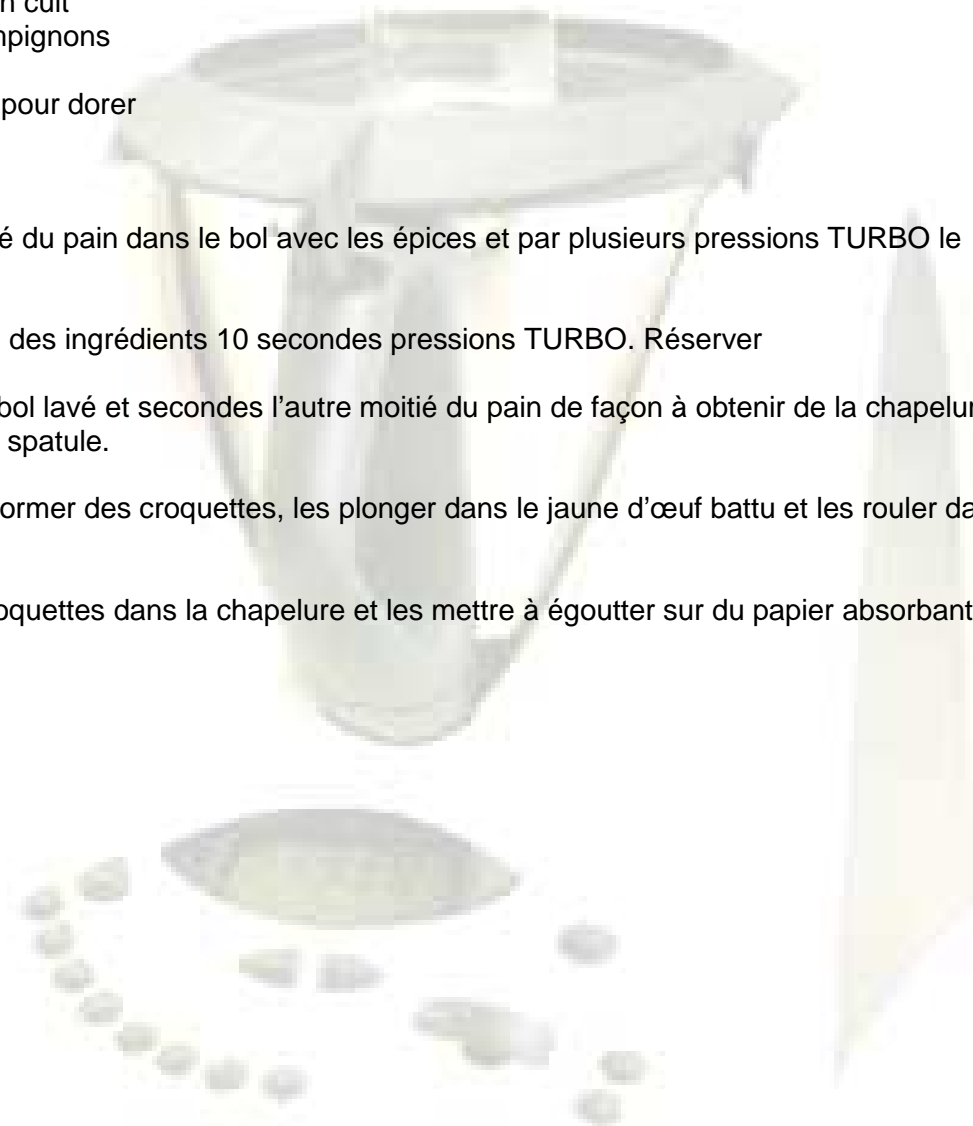 n cuit
npignons
pour dorer
é du pain dans le bol avec les épices et par plusieurs pressions TURBO le
des ingrédients 10 secondes pressions TURBO. Réserver
bol lavé et secondes l’autre moitié du pain de façon à obtenir de la chapelur
spatule.
ormer des croquettes, les plonger dans le jaune d’œuf battu et les rouler da
oquettes dans la chapelure et les mettre à égoutter sur du papier absorbant